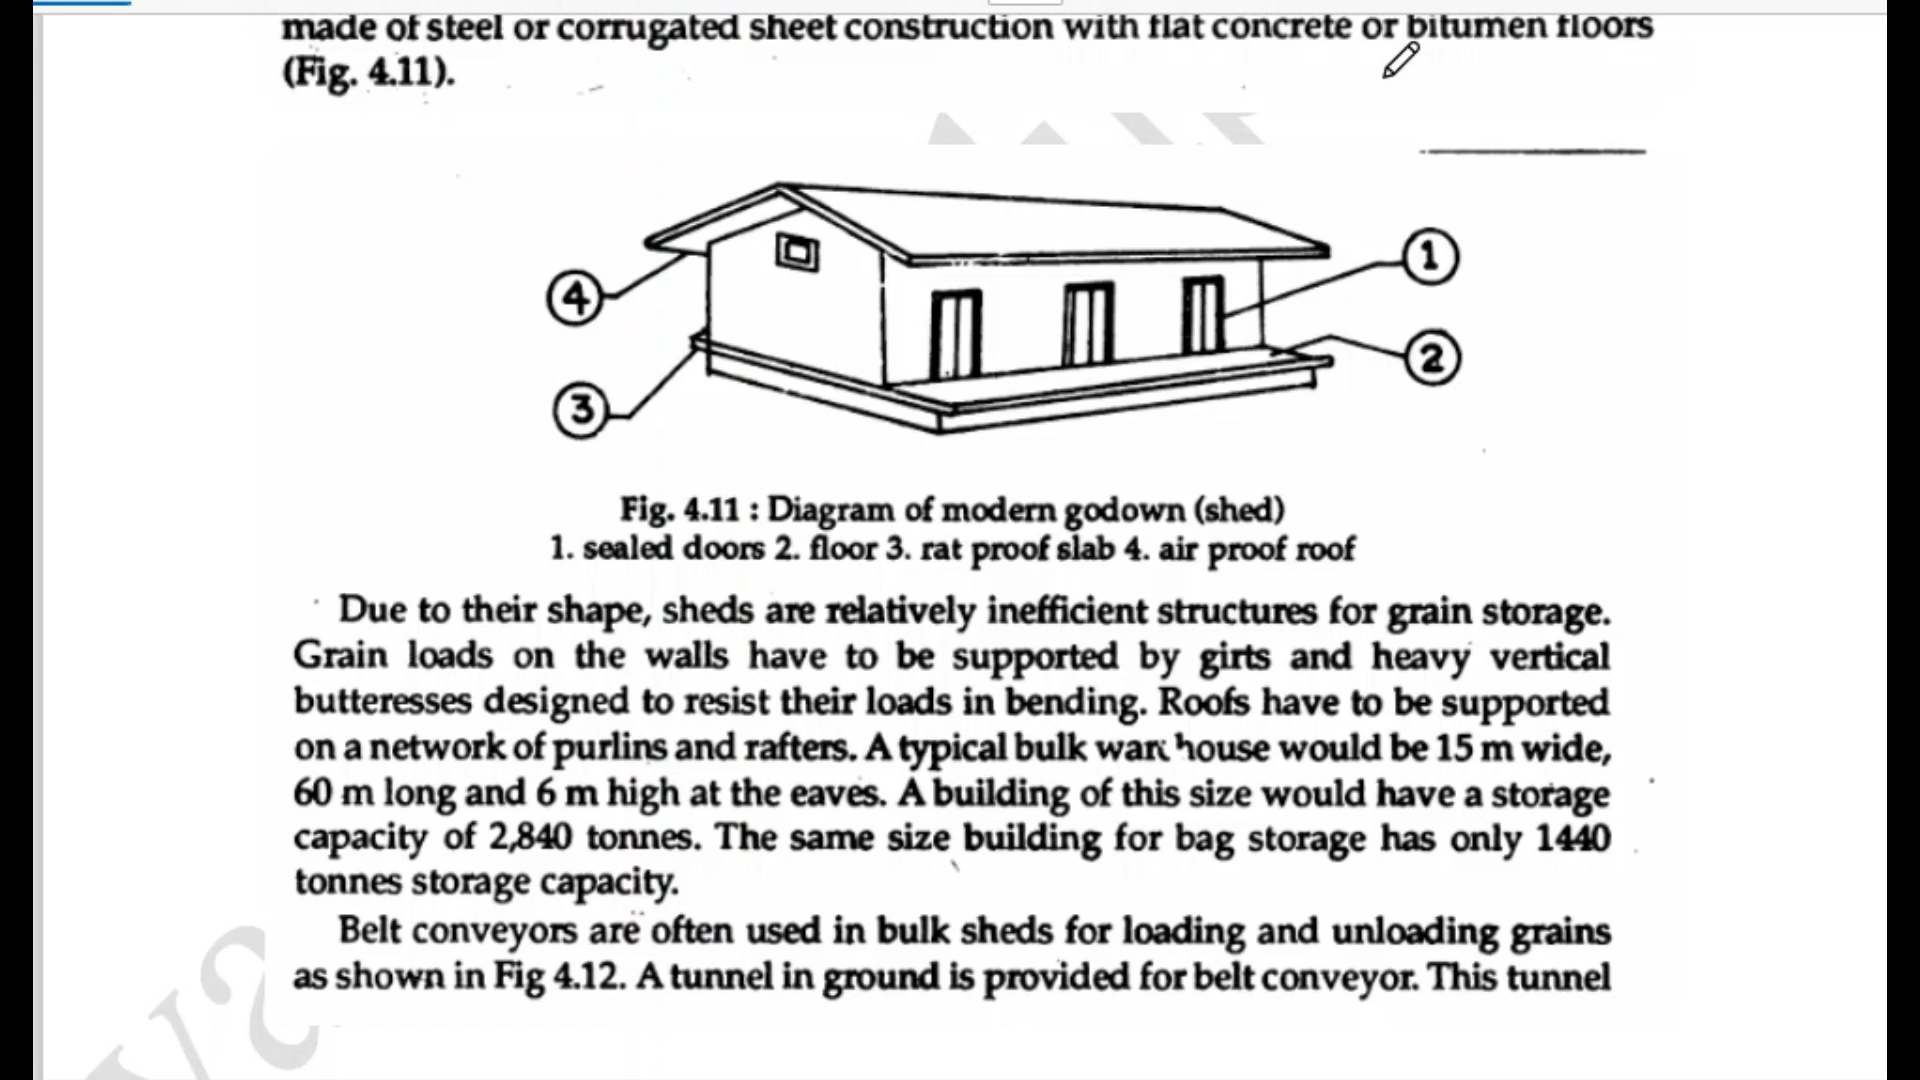 made of steel or corrugated sheet construction with flat concrete or bitumen floors
(Fig. 4.11).
1
4
2
3
Fig. 4.11 : Diagram of modern godown (shed)
1. sealed doors 2. floor 3. rat proof slab 4. air proof roof
Due to their shape, sheds are relatively inefficient structures for grain storage.
Grain loads on the walls have to be supported by girts and heavy vertical
butteresses designed to resist their loads in bending. Roofs have to be supported
on a network of purlins and rafters. A typical bulk house would be 15 m wide,
60 m long and 6 m high at the eaves. A building of this size would have a storage
capacity of 2,840 tonnes. The same size building for bag storage has only 1440
tonnes storage capacity.
Belt conveyors are often used in bulk sheds for loading and unloading grains
as shown in Fig 4.12. A tunnel in ground is provided for belt conveyor. This tunnel